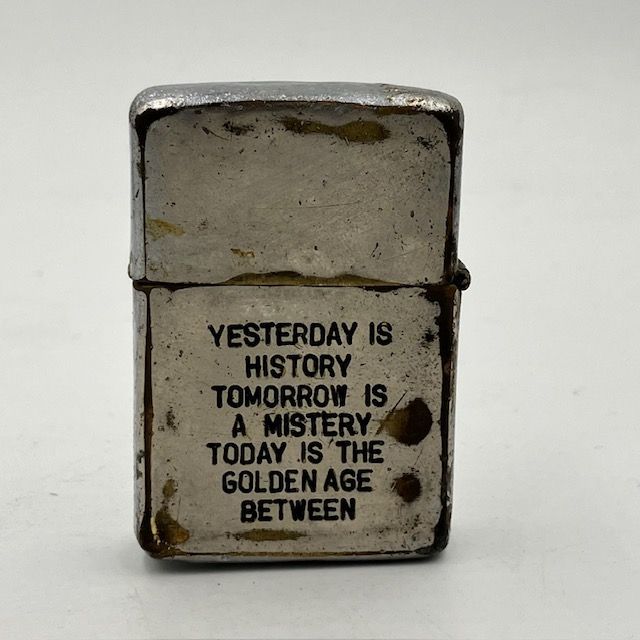 YESTERDAY IS
HISTORY
TOMORROW IS
A MISTERY
TODAY IS THE
GOLDEN AGE
BETWEEN